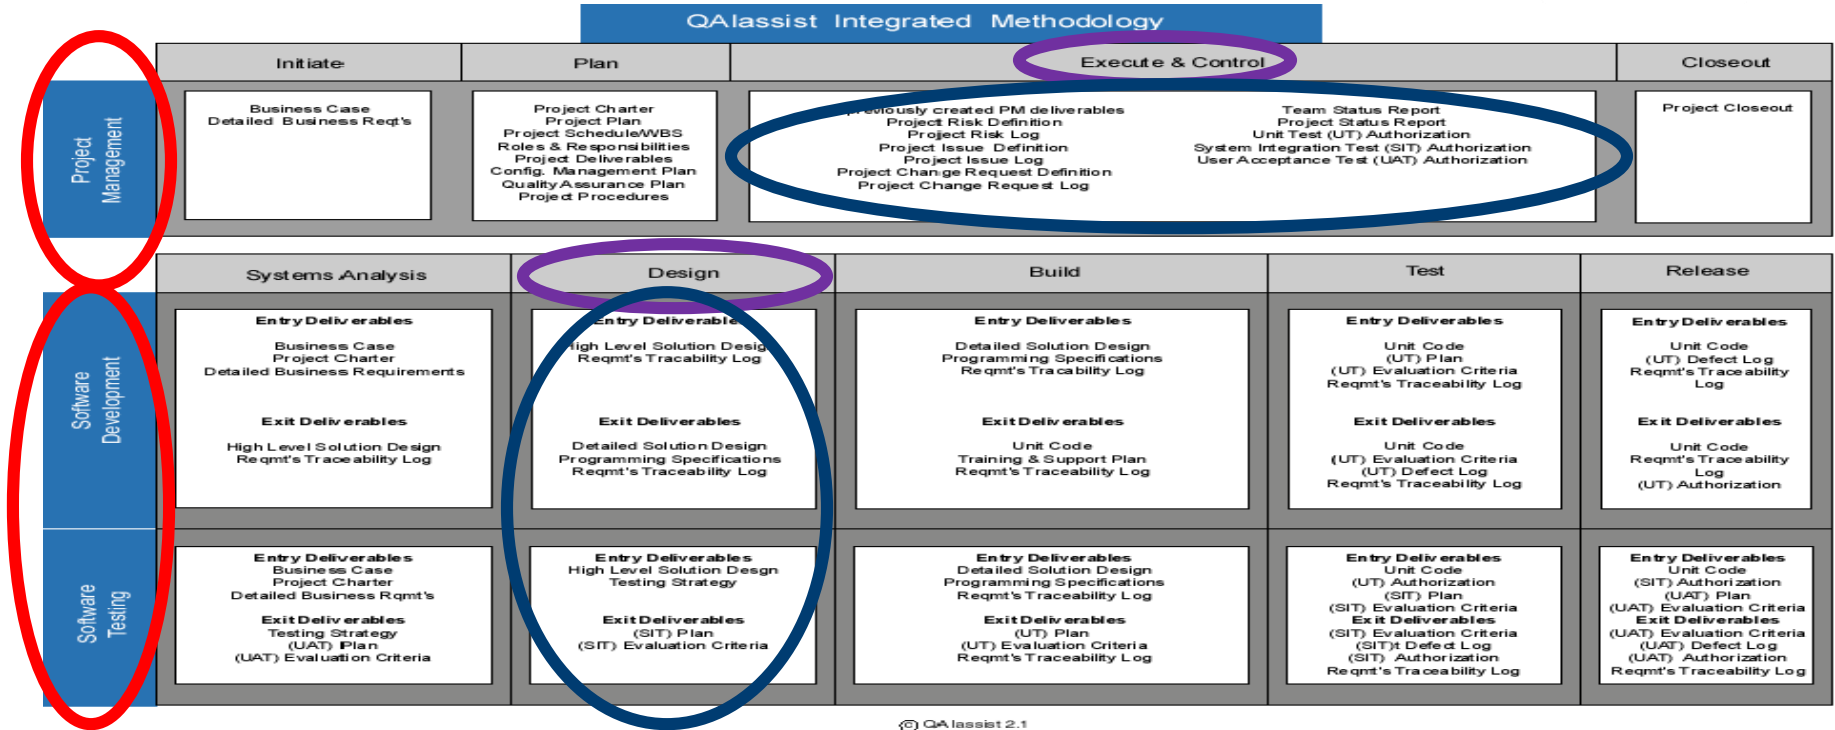 QAIassist Integrated Methodology
Initiate
Plan
Execute & Control
Closeout
Project
Management
Business Case
Detailed Business Reqt's
Project Charter
Project Plan
Project Schedule/WBS
Roles & Responsibilities
Project Deliverables
Config. Management Plan
Quality Assurance Plan
Project Procedures
Previously created PM deliverables
Project Risk Definition
Project Risk Log
Project Issue Definition
Project Issue Log
Project Change Request Definition
Project Change Request Log
Team Status Report
Project Status Report
Unit Test (UT) Authorization
System Integration Test (SIT) Authorization
User Acceptance Test (UAT) Authorization
Project Closeout
Systems Analysis
Design
Build
Test
Release
Software
Development
Entry Deliverables
Business Case
Project Charter
Detailed Business Requirements
Exit Deliverables
High Level Solution Design
Reqmt's Traceability Log
Entry Deliverables
High Level Solution Design
Reqmt's Tracability Log
Exit Deliverables
Detailed Solution Design
Programming Specifications
Reqmt's Traceability Log
Entry Deliverables
Detailed Solution Design
Programming Specifications
Reqmt's Tracability Log
Exit Deliverables
Unit Code
Training & Support Plan
Reqmt's Traceability Log
Entry Deliverables
Unit Code
(UT) Plan
(UT) Evaluation Criteria
Reqmt's Traceability Log
Exit Deliverables
Unit Code
(UT) Evaluation Criteria
(UT) Defect Log
Reqmt's Traceability Log
Entry Deliverables
Unit Code
(UT) Defect Log
Reqmt's Traceability
Log
Exit Deliverables
Unit Code
Reqmt's Traceability
Log
(UT) Authorization
Software
Testing
Entry Deliverables
Business Case
Project Charter
Detailed Business Rqmt's
Exit Deliverables
Testing Strategy
(UAT) Plan
(UAT) Evaluation Criteria
Entry Deliverables
High Level Solution Desgn
Testing Strategy
Exit Deliverables
(SIT) Plan
(SIT) Evaluation Criteria
Entry Deliverables
Detailed Solution Design
Programming Specifications
Reqmt's Traceability Log
Exit Deliverables
(UT) Plan
(UT) Evaluation Criteria
Reqmt's Traceability Log
Entry Deliverables
Unit Code
(UT) Authorization
(SIT) Plan
(SIT) Evaluation Criteria
Exit Deliverables
(SIT) Evaluation Criteria
(SIT)t Defect Log
(SIT) Authorization
Reqmt's Traceability Log
Entry Deliverables
Unit Code
(SIT) Authorization
(UAT) Plan
(UAT) Evaluation Criteria
Exit Deliverables
(UAT) Evaluation Criteria
(UAT) Defect Log
(UAT) Authorization
Reqmt's Traceability Log
(c) QAIassist 2.1